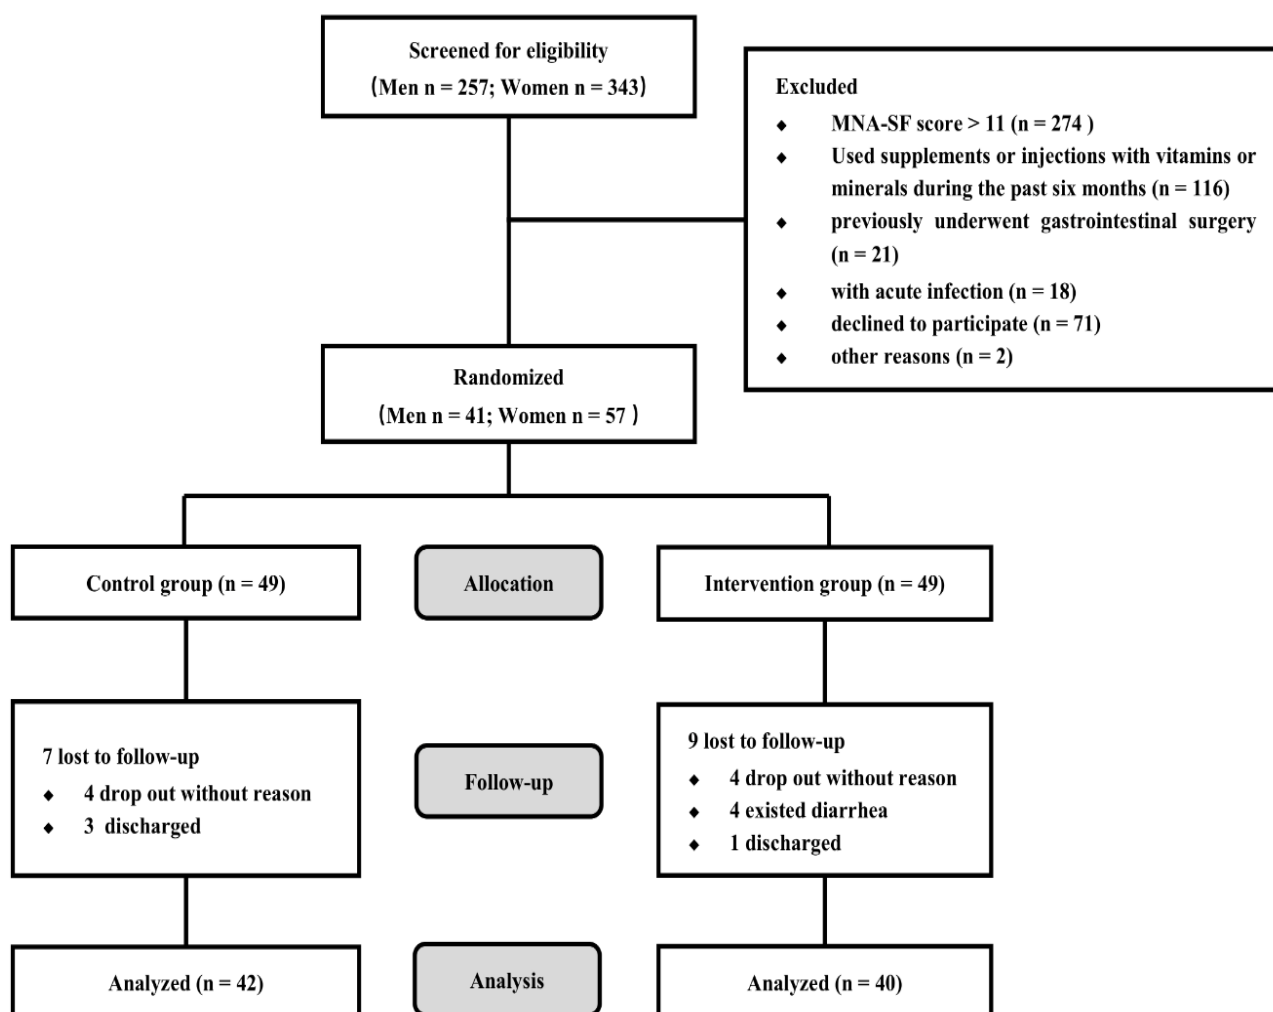 Screened for eligibility
(Men n = 257; Women n = 343)
Excluded
◆ MNA-SF score > 11 (n = 274 )
◆ Used supplements or injections with vitamins or
minerals during the past six months (n = 116)
◆ previously underwent gastrointestinal surgery
(n = 21)
◆ with acute infection (n = 18)
◆ declined to participate (n = 71)
◆ other reasons (n = 2)
Randomized
(Men n = 41; Women n = 57 )
Control group (n = 49)
Allocation
Intervention group (n = 49)
7 lost to follow-up
◆ 4 drop out without reason
◆ 3 discharged
Follow-up
9 lost to follow-up
◆ 4 drop out without reason
◆ 4 existed diarrhea
◆ 1 discharged
Analyzed (n = 42)
Analysis
Analyzed (n = 40)